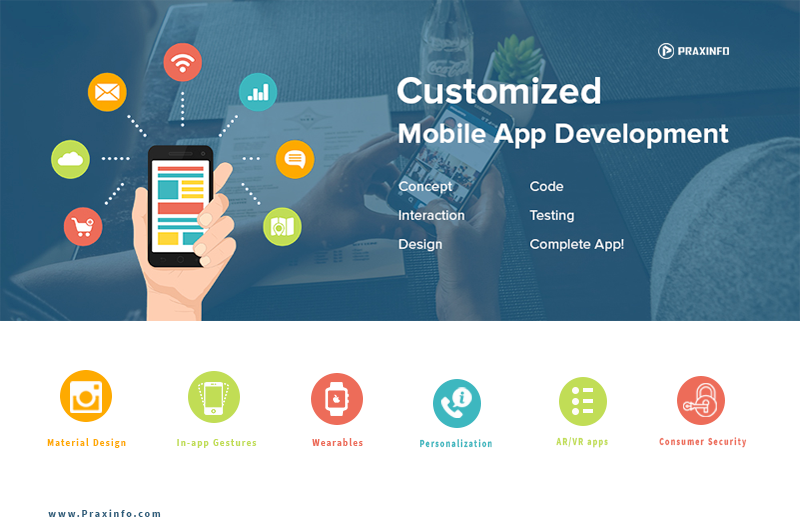 PRAXINFO
Customized
Mobile App Development
Concept
Code
Interaction
Testing
Design
Complete App!
Material Design
In-app Gestures
Wearables
Personalization
AR/VR apps
Consumer Security
www.Praxinfo.com